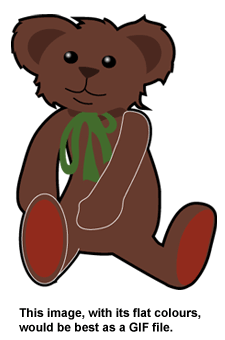 This image, with its flat colours,
would be best as a GIF file.